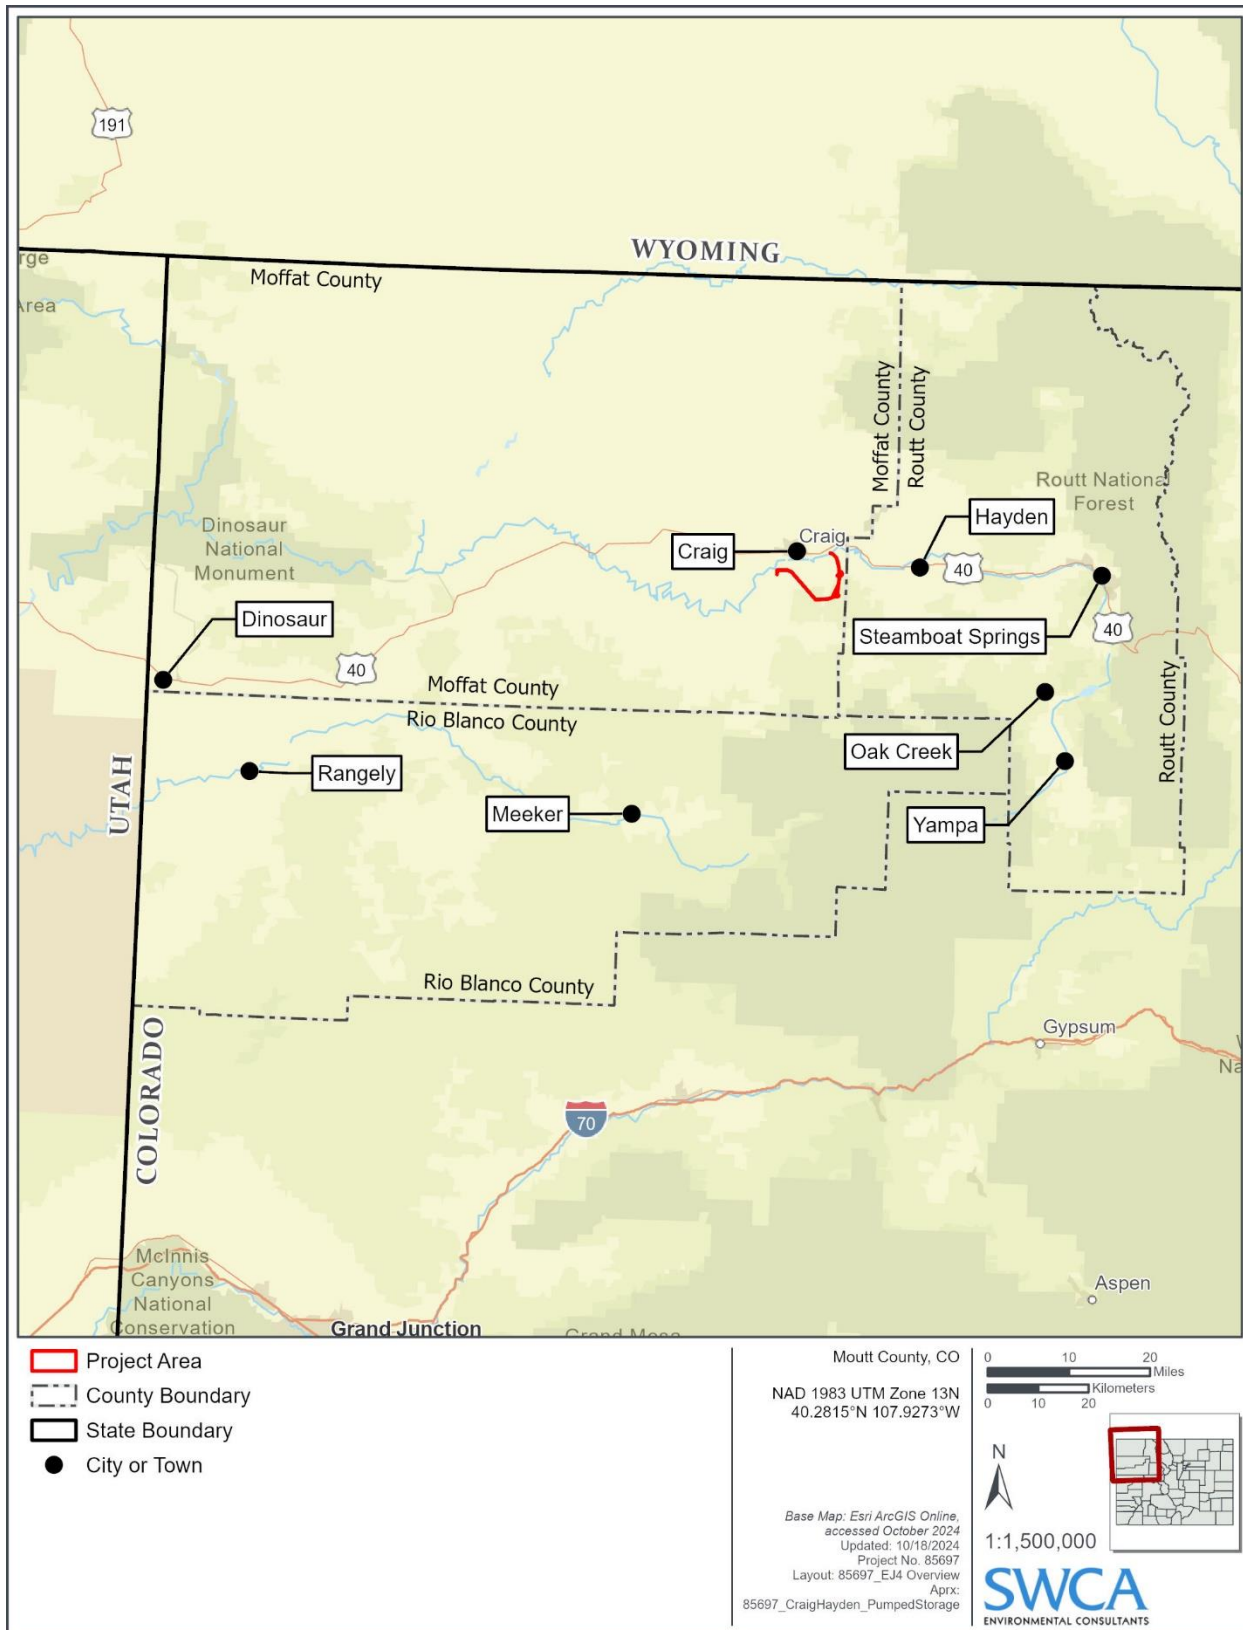 191
WYOMING
Moffat County
rge
Area
Moffat County
Routt County
Routt National
Forest
Hayden
Dinosaur
National
Monument
Craig
Craig
40
Dinosaur
Steamboat Springs
40
40
Moffat County
Rio Blanco County
Routt County
Oak Creek
UTAH
Rangely
Meeker
Yampa
Rio Blanco County
COLORADO
Gypsum
W
Na
70
McInnis
Canyons
National
Conservation
Aspen
Grand Junction
Grand Mesa
Project Area
County Boundary
State Boundary
City or Town
Moutt County, CO
NAD 1983 UTM Zone 13N
40.2815°N 107.9273°W
Base Map: Esri ArcGIS Online,
accessed October 2024
Updated: 10/18/2024
Project No. 85697
Layout: 85697_EJ4 Overview
Aprx:
85697_CraigHayden_PumpedStorage
0 10 20
Miles
Kilometers
0 10 20
N
1:1,500,000
SWCA
ENVIRONMENTAL CONSULTANTS